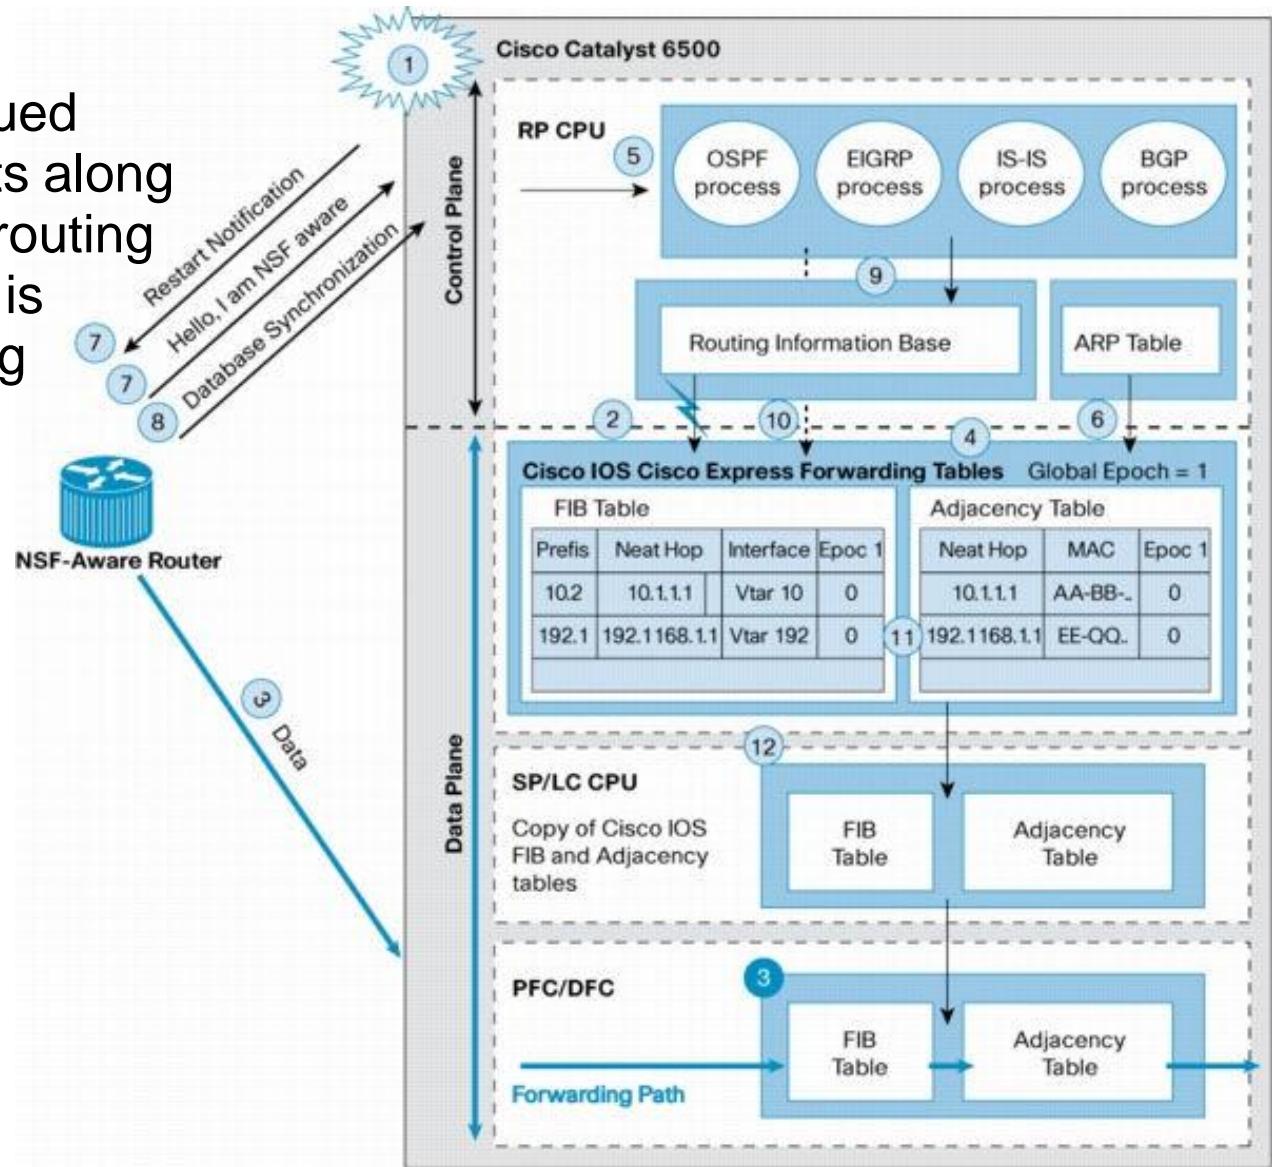 ued
ts along
routing
is
g
1
Cisco Catalyst 6500
RP CPU
5
OSPF
process
EIGRP
process
IS-IS
process
BGP
process
Control Plane
Restart Notification
Hello, I am NSF aware
Database Synchronization
7
7
8
9
Routing Information Base
ARP Table
2
10
4
6
Cisco IOS Cisco Express Forwarding Tables Global Epoch = 1
FIB Table
Prefis Neat Hop Interface Epoc 1
10.2 10.1.1.1 Vtar 10 0
192.1 192.1168.1.1 Vtar 192 0
11
Adjacency Table
Neat Hop MAC Epoc 1
10.1.1.1 AA-BB-.. 0
192.1168.1.1 EE-QQ.. 0
NSF-Aware Router
3 Data
Data Plane
12
SP/LC CPU
Copy of Cisco IOS
FIB and Adjacency
tables
FIB
Table
Adjacency
Table
PFC/DFC
3
FIB
Table
Adjacency
Table
Forwarding Path